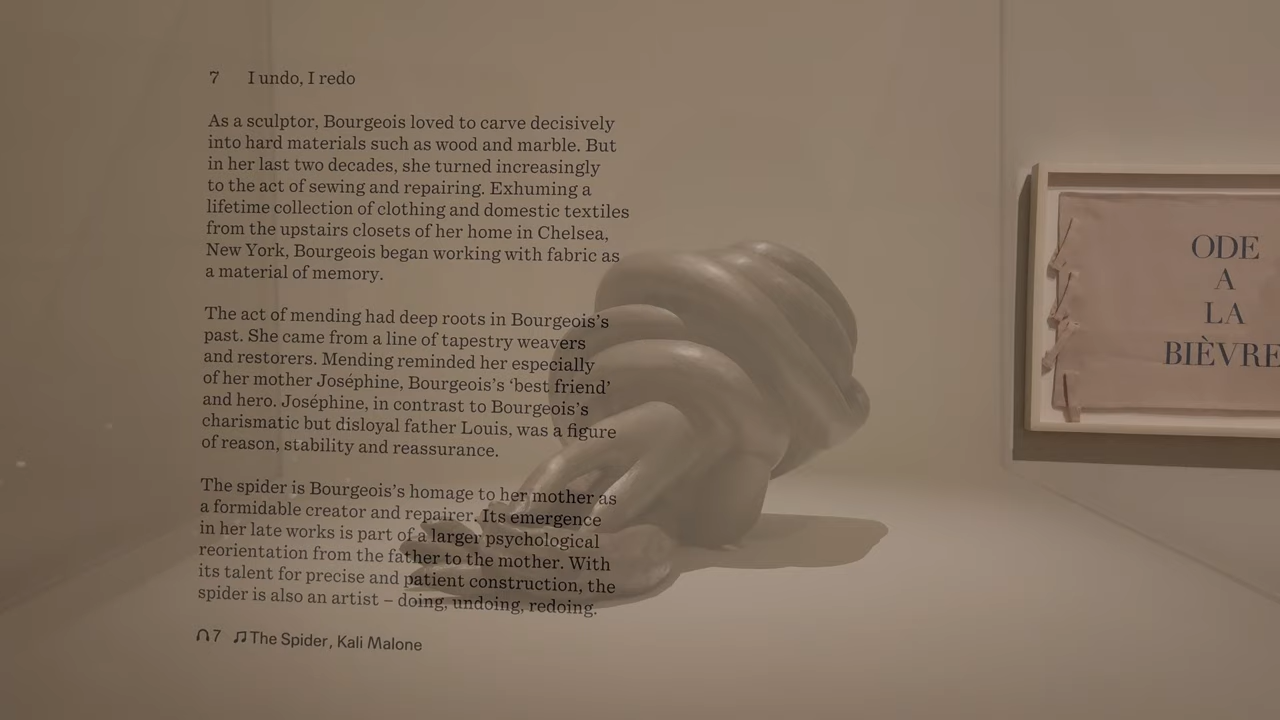 7 I undo, I redo
As a sculptor, Bourgeois loved to carve decisively
into hard materials such as wood and marble. But
in her last two decades, she turned increasingly
to the act of sewing and repairing. Exhuming a
lifetime collection of clothing and domestic textiles
from the upstairs closets of her home in Chelsea,
New York, Bourgeois began working with fabric as
a material of memory.
The act of mending had deep roots in Bourgeois’s
past. She came from a line of tapestry weavers
and restorers. Mending reminded her especially
of her mother Joséphine, Bourgeois’s ‘best friend’
and hero. Joséphine, in contrast to Bourgeois’s
charismatic but disloyal father Louis, was a figure
of reason, stability and reassurance.
The spider is Bourgeois’s homage to her mother as
a formidable creator and repairer. Its emergence
in her late works is part of a larger psychological
reorientation from the father to the mother. With
its talent for precise and patient construction, the
spider is also an artist – doing, undoing, redoing.
7 The Spider, Kali Malone
ODE
A
LA
BIÈVRE